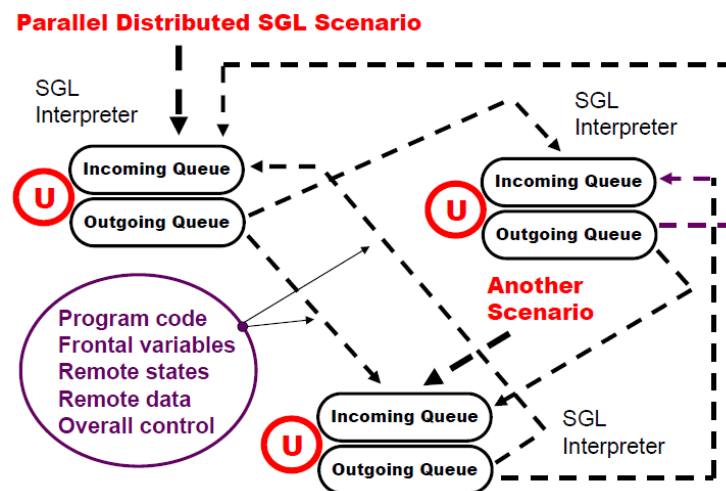 Parallel Distributed SGL Scenario
SGL
Interpreter
Incoming Queue
U
Outgoing Queue
SGL
Interpreter
Incoming Queue
U
Outgoing Queue
Another
Scenario
Program code
Frontal variables
Remote states
Remote data
Overall control
Incoming Queue
U
Outgoing Queue
SGL
Interpreter